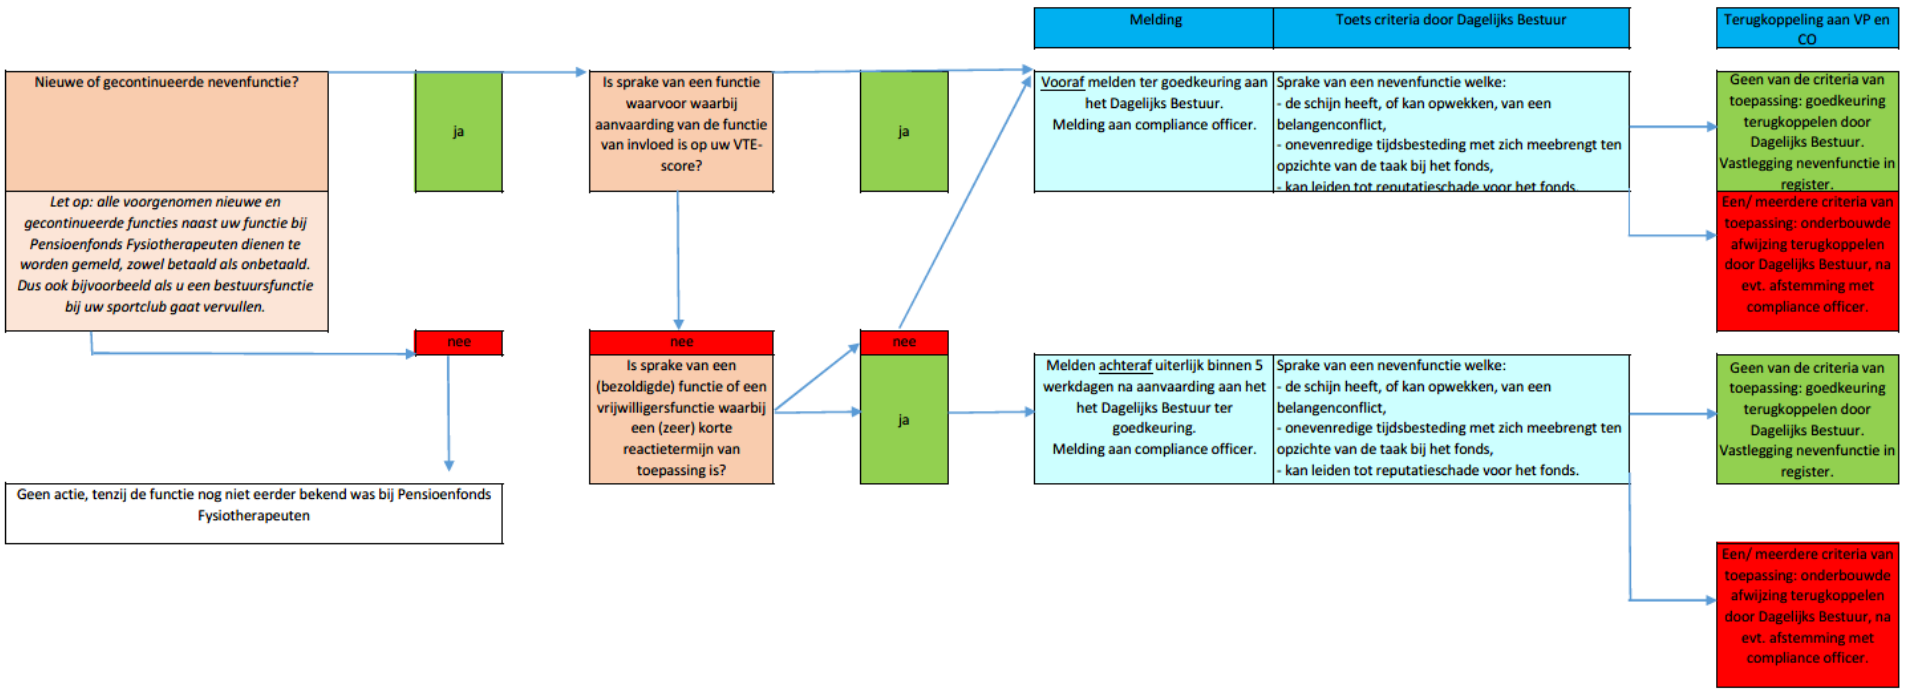 Melding
Toets criteria door Dagelijks Bestuur
Terugkoppeling aan VP en
CO
Nieuwe of gecontinueerde nevenfunctie?
ja
Is sprake van een functie
waarvoor waarbij
aanvaarding van de functie
van invloed is op uw VTE-
score?
ja
Vooraf melden ter goedkeuring aan
het Dagelijks Bestuur.
Melding aan compliance officer.
Sprake van een nevenfunctie welke:
- de schijn heeft, of kan opwekken, van een
belangenconflict,
- onevenredige tijdsbesteding met zich meebrengt ten
opzichte van de taak bij het fonds,
- kan leiden tot reputatieschade voor het fonds.
Geen van de criteria van
toepassing: goedkeuring
terugkoppelen door
Dagelijks Bestuur.
Vastlegging nevenfunctie in
register.
Let op: alle voorgenomen nieuwe en
gecontinueerde functies naast uw functie bij
Pensioenfonds Fysiotherapeuten dienen te
worden gemeld, zowel betaald als onbetaald.
Dus ook bijvoorbeeld als u een bestuursfunctie
bij uw sportclub gaat vervullen.
Een/ meerdere criteria van
toepassing: onderbouwde
afwijzing terugkoppelen
door Dagelijks Bestuur, na
evt. afstemming met
compliance officer.
nee
nee
nee
Is sprake van een
(bezoldigde) functie of een
vrijwilligersfunctie waarbij
een (zeer) korte
reactietermijn van
toepassing is?
ja
Melden achteraf uiterlijk binnen 5
werkdagen na aanvaarding aan het
het Dagelijks Bestuur ter
goedkeuring.
Melding aan compliance officer.
Sprake van een nevenfunctie welke:
- de schijn heeft, of kan opwekken, van een
belangenconflict,
- onevenredige tijdsbesteding met zich meebrengt ten
opzichte van de taak bij het fonds,
- kan leiden tot reputatieschade voor het fonds.
Geen van de criteria van
toepassing: goedkeuring
terugkoppelen door
Dagelijks Bestuur.
Vastlegging nevenfunctie in
register.
Geen actie, tenzij de functie nog niet eerder bekend was bij Pensioenfonds
Fysiotherapeuten
Een/ meerdere criteria van
toepassing: onderbouwde
afwijzing terugkoppelen
door Dagelijks Bestuur, na
evt. afstemming met
compliance officer.